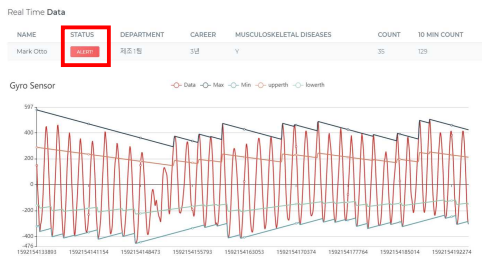 Real Time Data
NAME STATUS DEPARTMENT CAREER MUSCULOSKELETAL DISEASES COUNT 10 MIN COUNT
Mark Otto ALERT! 제조 1팀 3년 Y 35 129
Gyro Sensor
Data Max Min upperth lowerth
597
400
200
0
-200
-400
-476
1592154133893 1592154141154 1592154148473 1592154155793 1592154163053 1592154170374 1592154177764 1592154185014 1592154192274